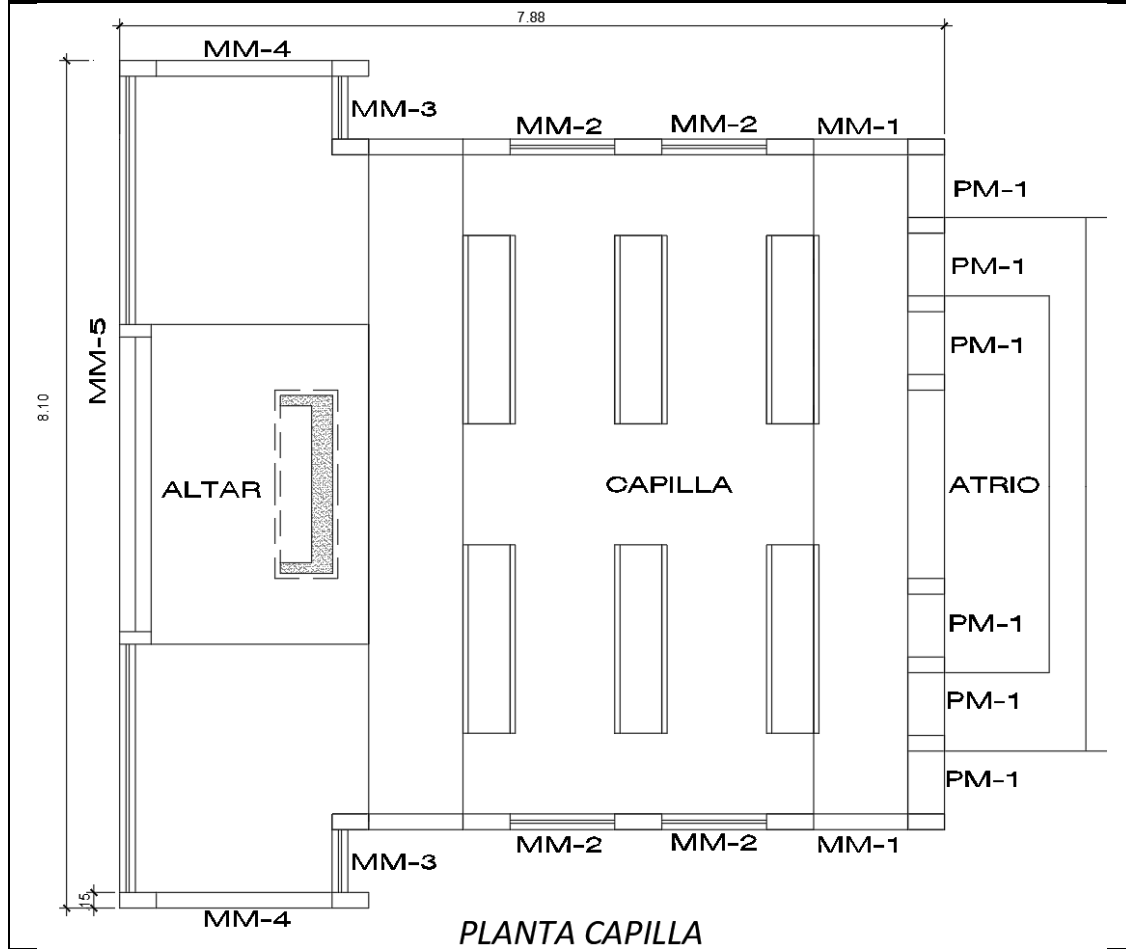 7.88
MM-4
MM-3
MM-2
MM-2
MM-1
PM-1
PM-1
PM-1
MM-5
8.10
ALTAR
CAPILLA
ATRIO
PM-1
PM-1
PM-1
MM-2
MM-2
MM-1
MM-3
15
MM-4
PLANTA CAPILLA